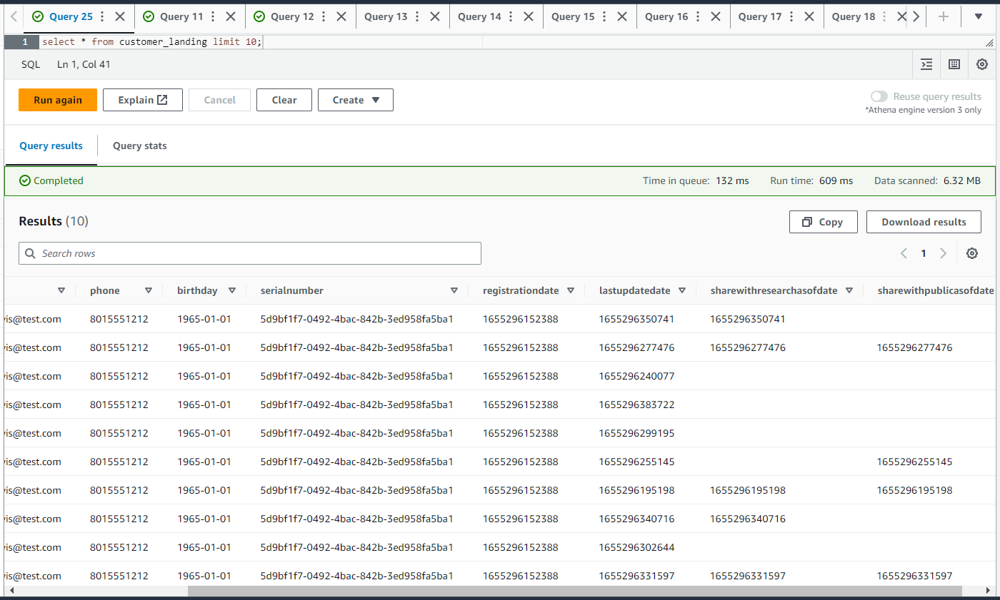 Query 25 Query 11 Query 12 Query 13 Query 14 Query 15 Query 16 Query 17 Query 18
1 select * from customer_landing limit 10;
SQL Ln 1, Col 41
Run again Explain Cancel Clear Create Reuse query results
*Athena engine version 3 only
Query results Query stats
Completed Time in queue: 132 ms Run time: 609 ms Data scanned: 6.32 MB
Results (10) Copy Download results
Search rows 1
phone birthday serialnumber registrationdate lastupdatedate sharewithresearchasofdate sharewithpublicasofdate
vis@test.com 8015551212 1965-01-01 5d9bf1f7-0492-4bac-842b-3ed958fa5ba1 1655296152388 1655296350741 1655296350741
vis@test.com 8015551212 1965-01-01 5d9bf1f7-0492-4bac-842b-3ed958fa5ba1 1655296152388 1655296277476 1655296277476 1655296277476
vis@test.com 8015551212 1965-01-01 5d9bf1f7-0492-4bac-842b-3ed958fa5ba1 1655296152388 1655296240077
vis@test.com 8015551212 1965-01-01 5d9bf1f7-0492-4bac-842b-3ed958fa5ba1 1655296152388 1655296383722
vis@test.com 8015551212 1965-01-01 5d9bf1f7-0492-4bac-842b-3ed958fa5ba1 1655296152388 1655296299195
vis@test.com 8015551212 1965-01-01 5d9bf1f7-0492-4bac-842b-3ed958fa5ba1 1655296152388 1655296255145 1655296255145
vis@test.com 8015551212 1965-01-01 5d9bf1f7-0492-4bac-842b-3ed958fa5ba1 1655296152388 1655296195198 1655296195198 1655296195198
vis@test.com 8015551212 1965-01-01 5d9bf1f7-0492-4bac-842b-3ed958fa5ba1 1655296152388 1655296340716 1655296340716
vis@test.com 8015551212 1965-01-01 5d9bf1f7-0492-4bac-842b-3ed958fa5ba1 1655296152388 1655296302644
vis@test.com 8015551212 1965-01-01 5d9bf1f7-0492-4bac-842b-3ed958fa5ba1 1655296152388 1655296331597 1655296331597 1655296331597